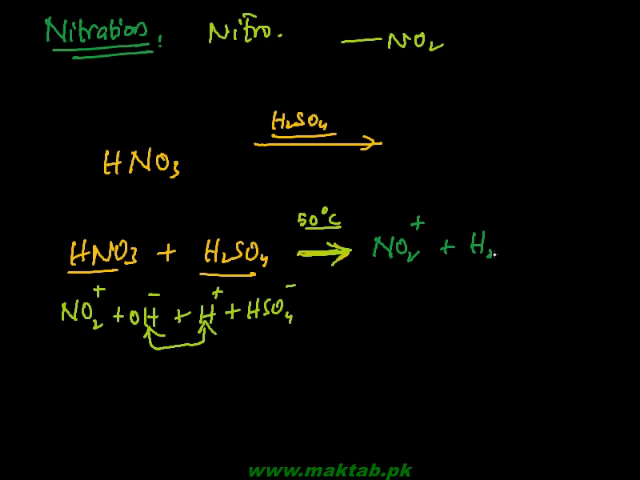 Nitration: Nitro. —NO₂
H₂SO₄
HNO₃ ⟶
50°C
HNO₃ + H₂SO₄ ⟶ NO₂⁺ + H₂
NO₂⁺ + OH⁻ + H⁺ + HSO₄⁻
www.maktab.pk